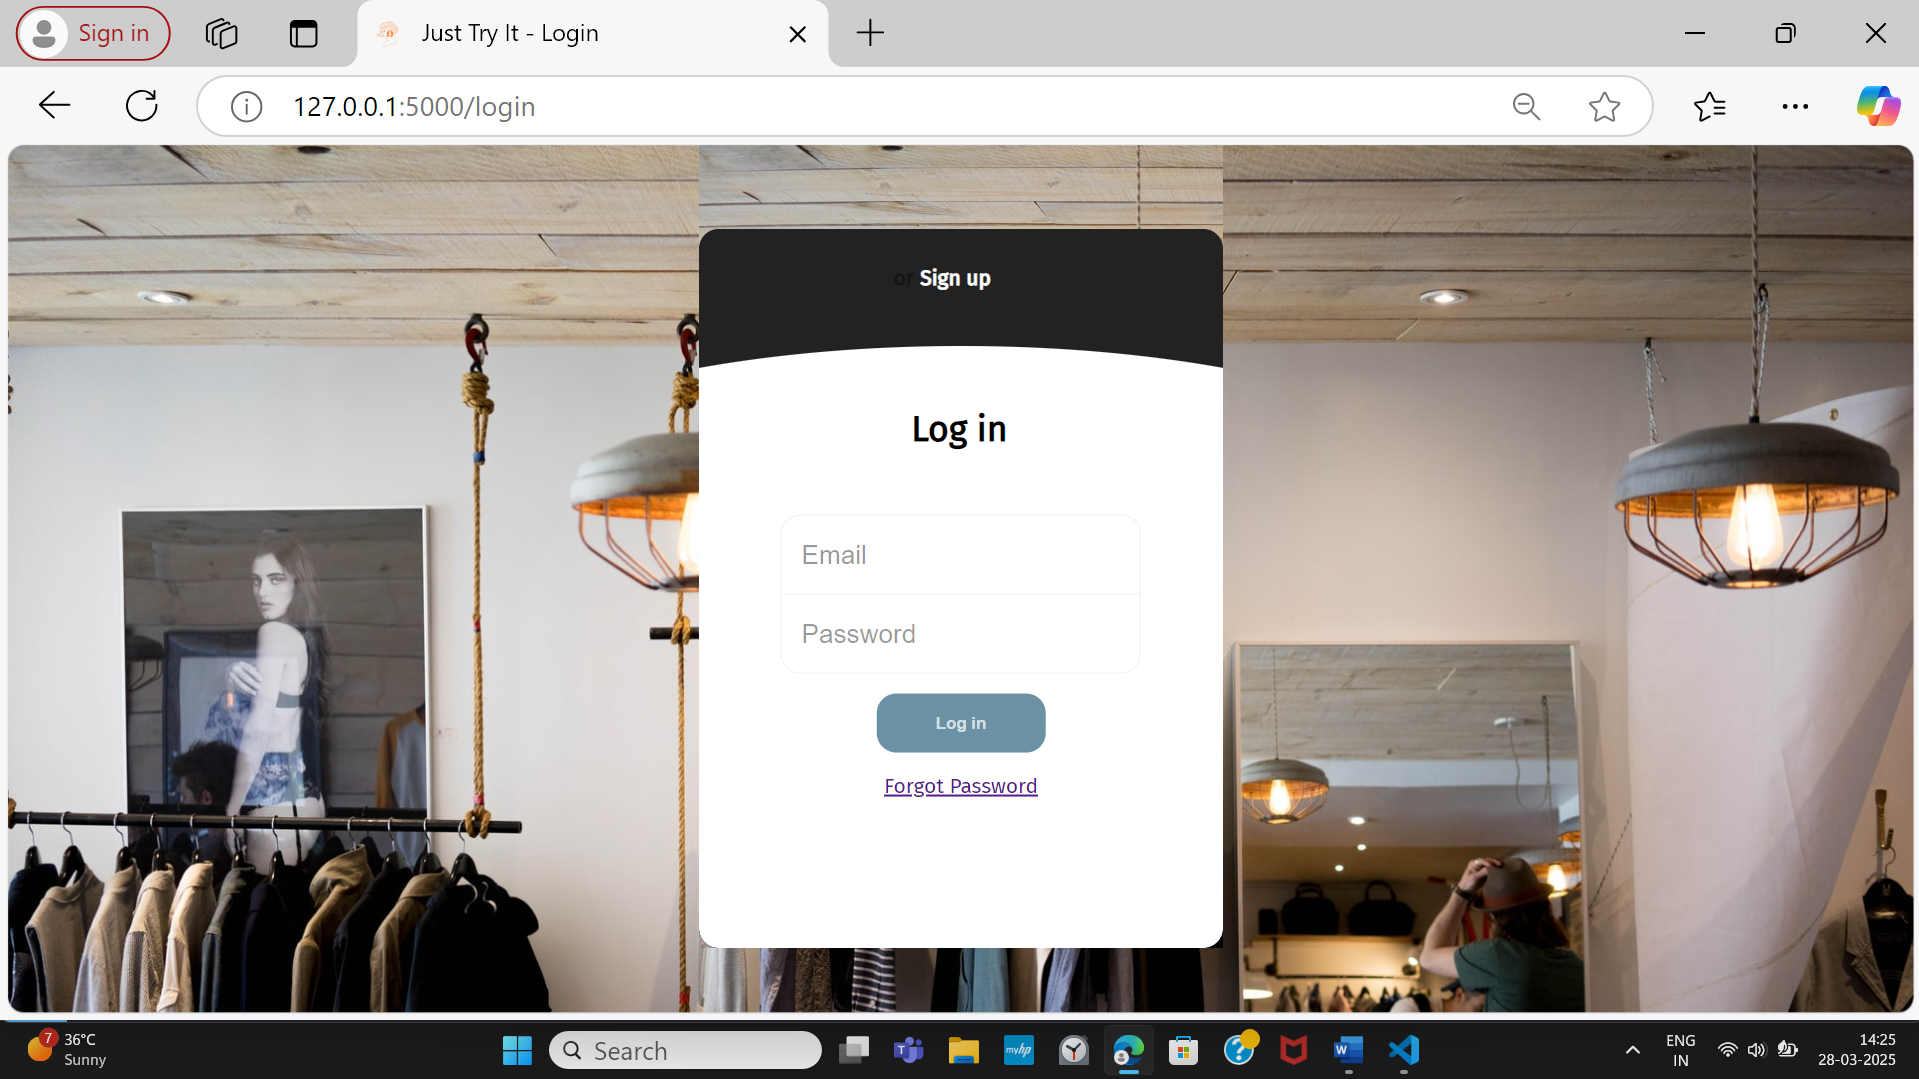 Sign in
Just Try It - Login
127.0.0.1:5000/login
or Sign up
Log in
Email
Password
Log in
Forgot Password
7
36°C
Sunny
Search
T
myhp
?
W
ENG
IN
14:25
28-03-2025